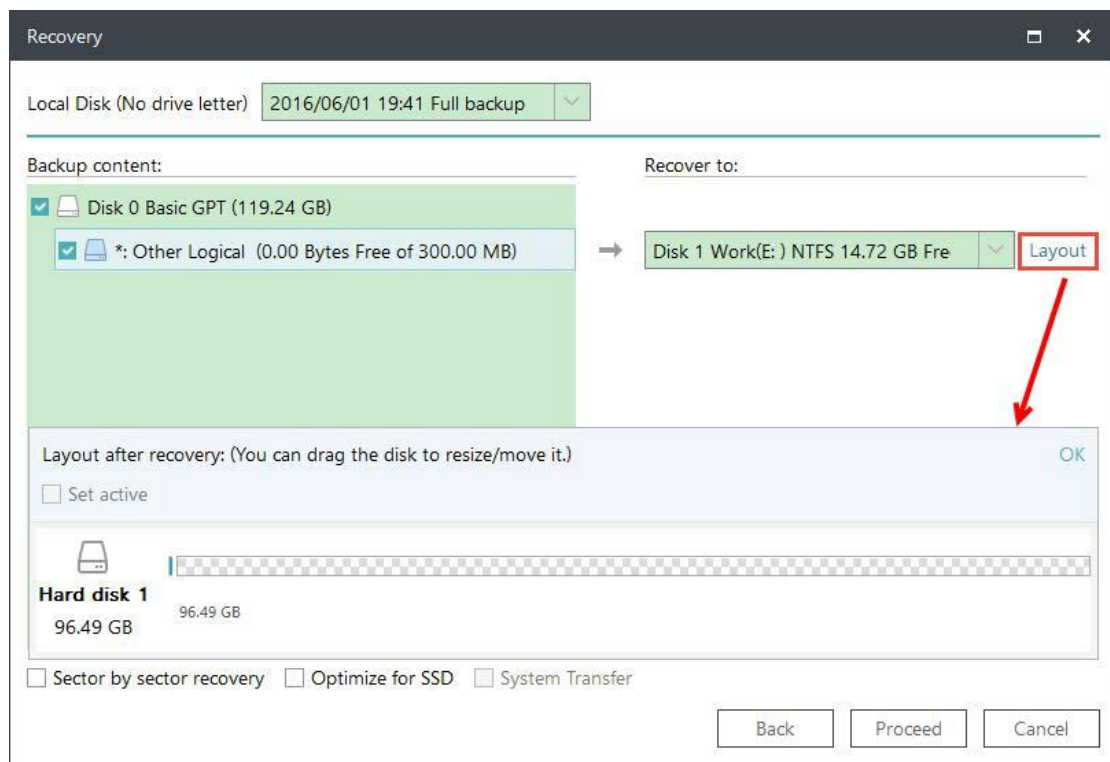 Recovery
Local Disk (No drive letter) 2016/06/01 19:41 Full backup
Backup content:
Recover to:
Disk 0 Basic GPT (119.24 GB)
*: Other Logical (0.00 Bytes Free of 300.00 MB)
Disk 1 Work(E: ) NTFS 14.72 GB Fre
Layout
Layout after recovery: (You can drag the disk to resize/move it.)
OK
Set active
Hard disk 1
96.49 GB
96.49 GB
Sector by sector recovery Optimize for SSD System Transfer
Back Proceed Cancel